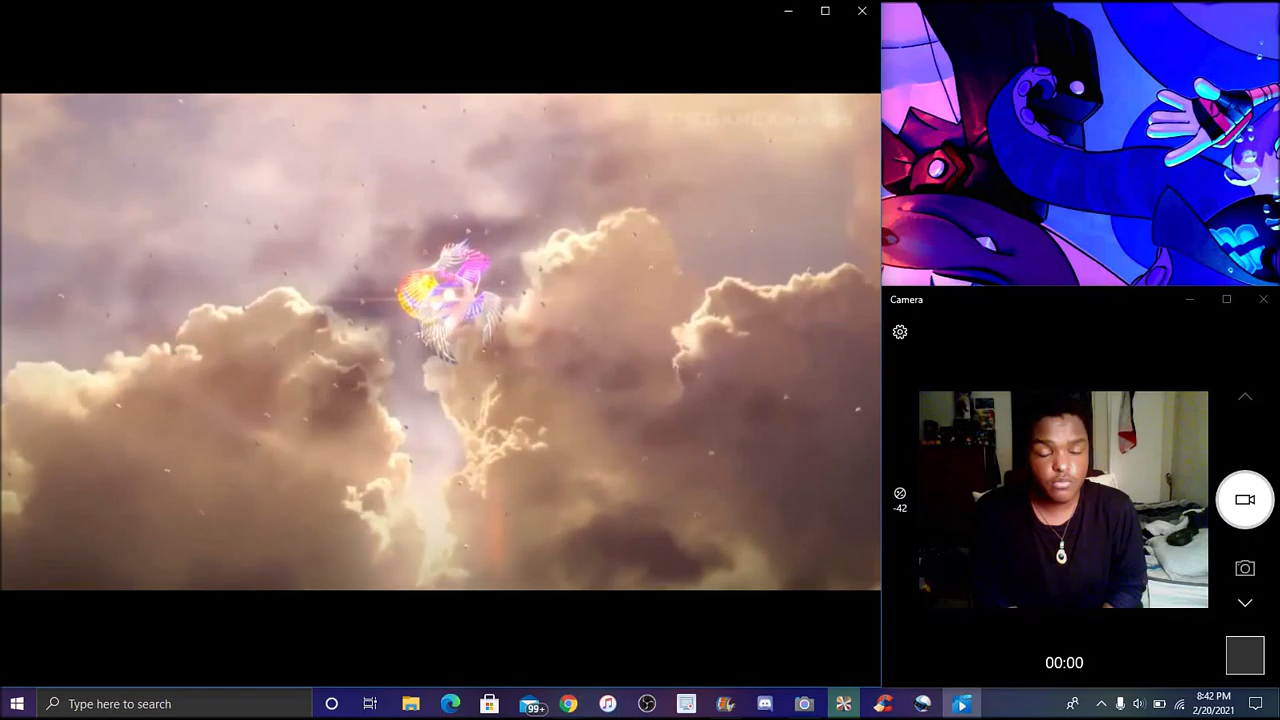 Camera
-42
00:00
Type here to search
99+
8:42 PM
2/20/2021